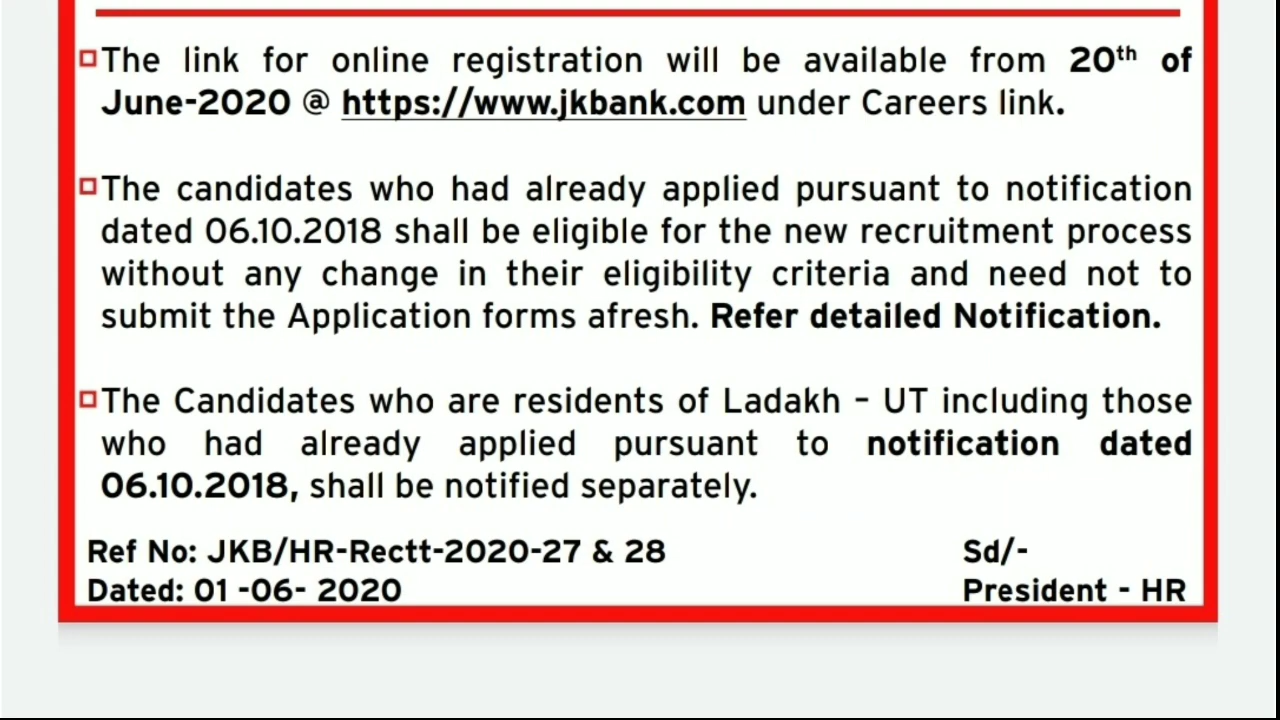 The link for online registration will be available from 20th of
June-2020 @ https://www.jkbank.com under Careers link.
The candidates who had already applied pursuant to notification
dated 06.10.2018 shall be eligible for the new recruitment process
without any change in their eligibility criteria and need not to
submit the Application forms afresh. Refer detailed Notification.
The Candidates who are residents of Ladakh – UT including those
who had already applied pursuant to notification dated
06.10.2018, shall be notified separately.
Ref No: JKB/HR-Rectt-2020-27 & 28 Sd/-
Dated: 01 -06- 2020 President - HR